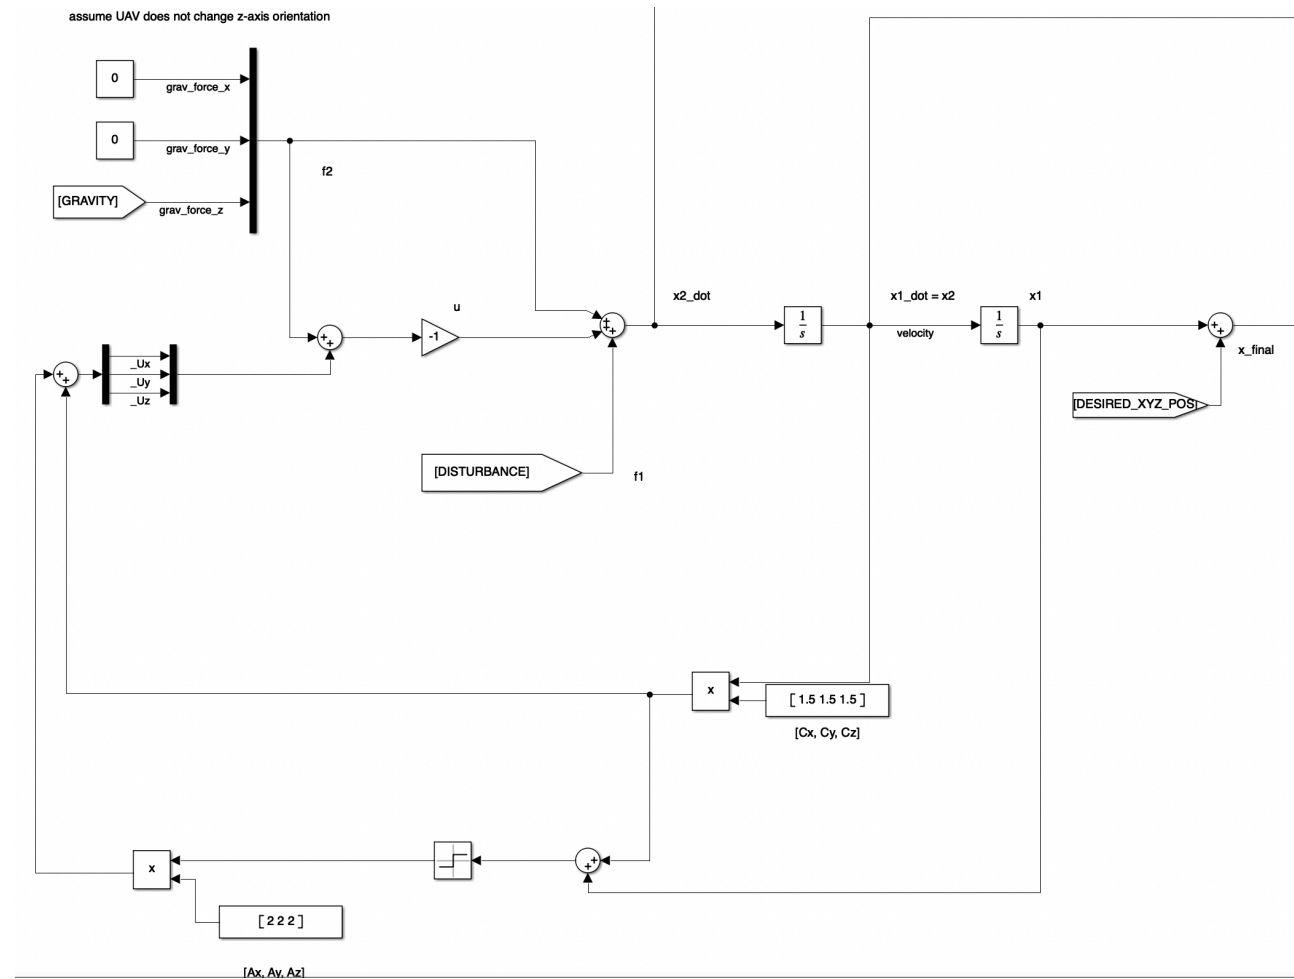 assume UAV does not change z-axis orientation
0
grav_force_x
0
grav_force_y
f2
[GRAVITY]
grav_force_z
x2_dot
x1_dot = x2
x1
u
+
+
-1
+
+
+
1
s
velocity
1
s
+
+
x_final
+
+
_Ux
_Uy
_Uz
[DESIRED_XYZ_POS]
[DISTURBANCE]
f1
x
[ 1.5 1.5 1.5 ]
[Cx, Cy, Cz]
+
+
x
[ 2 2 2 ]
[Ax, Ay, Az]